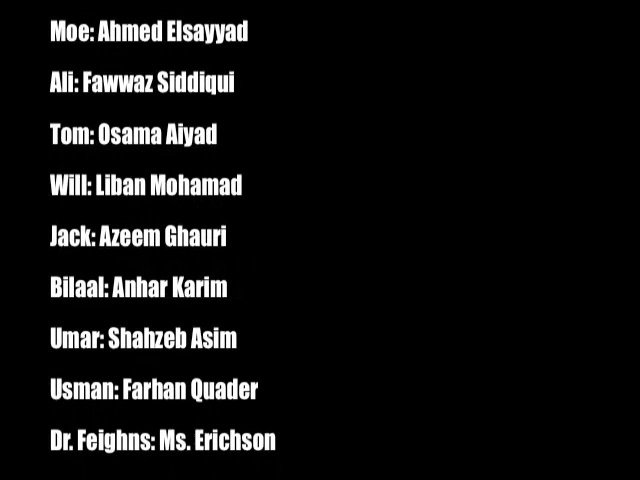 Moe: Ahmed Elsayyad
Ali: Fawwaz Siddiqui
Tom: Osama Aiyad
Will: Liban Mohamad
Jack: Azeem Ghauri
Bilaal: Anhar Karim
Umar: Shahzeb Asim
Usman: Farhan Quader
Dr. Feighns: Ms. Erichson